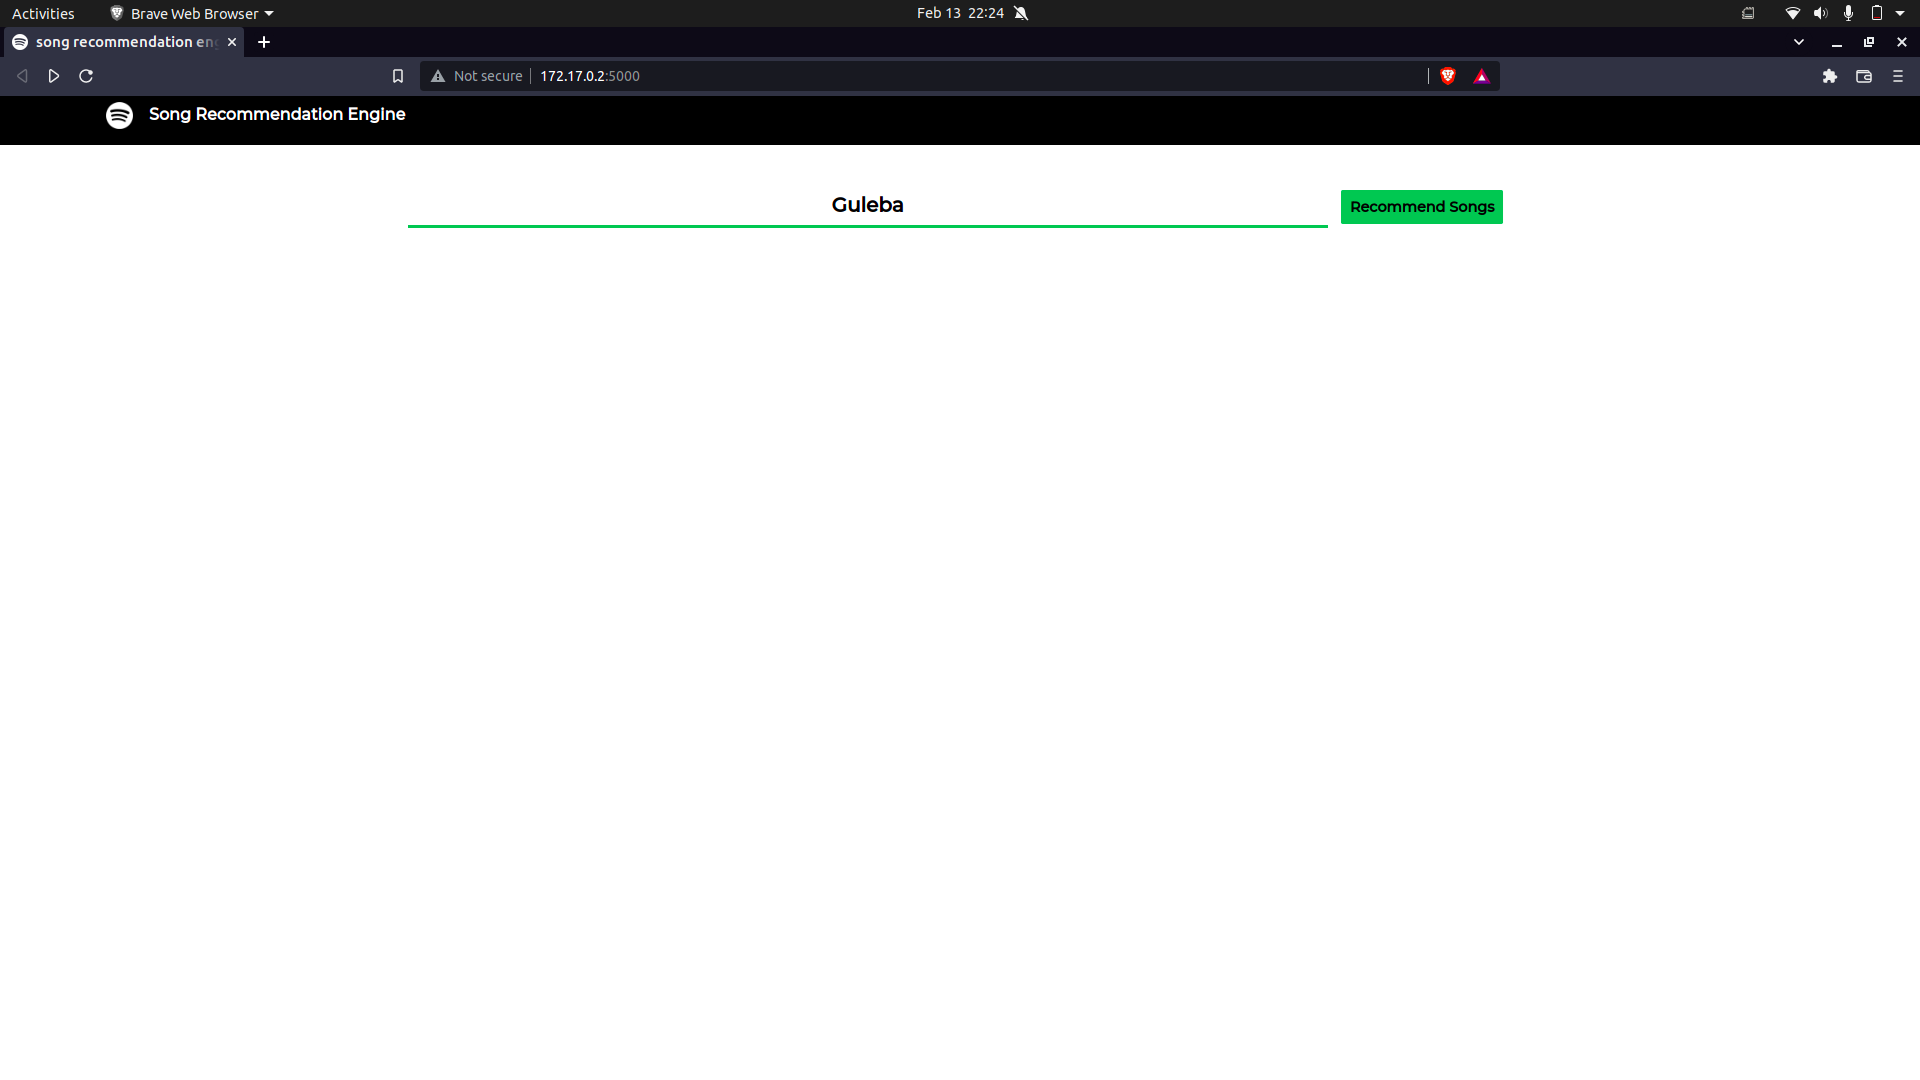 Activities Brave Web Browser Feb 13 22:24
song recommendation en
Not secure 172.17.0.2:5000
Song Recommendation Engine
Guleba Recommend Songs